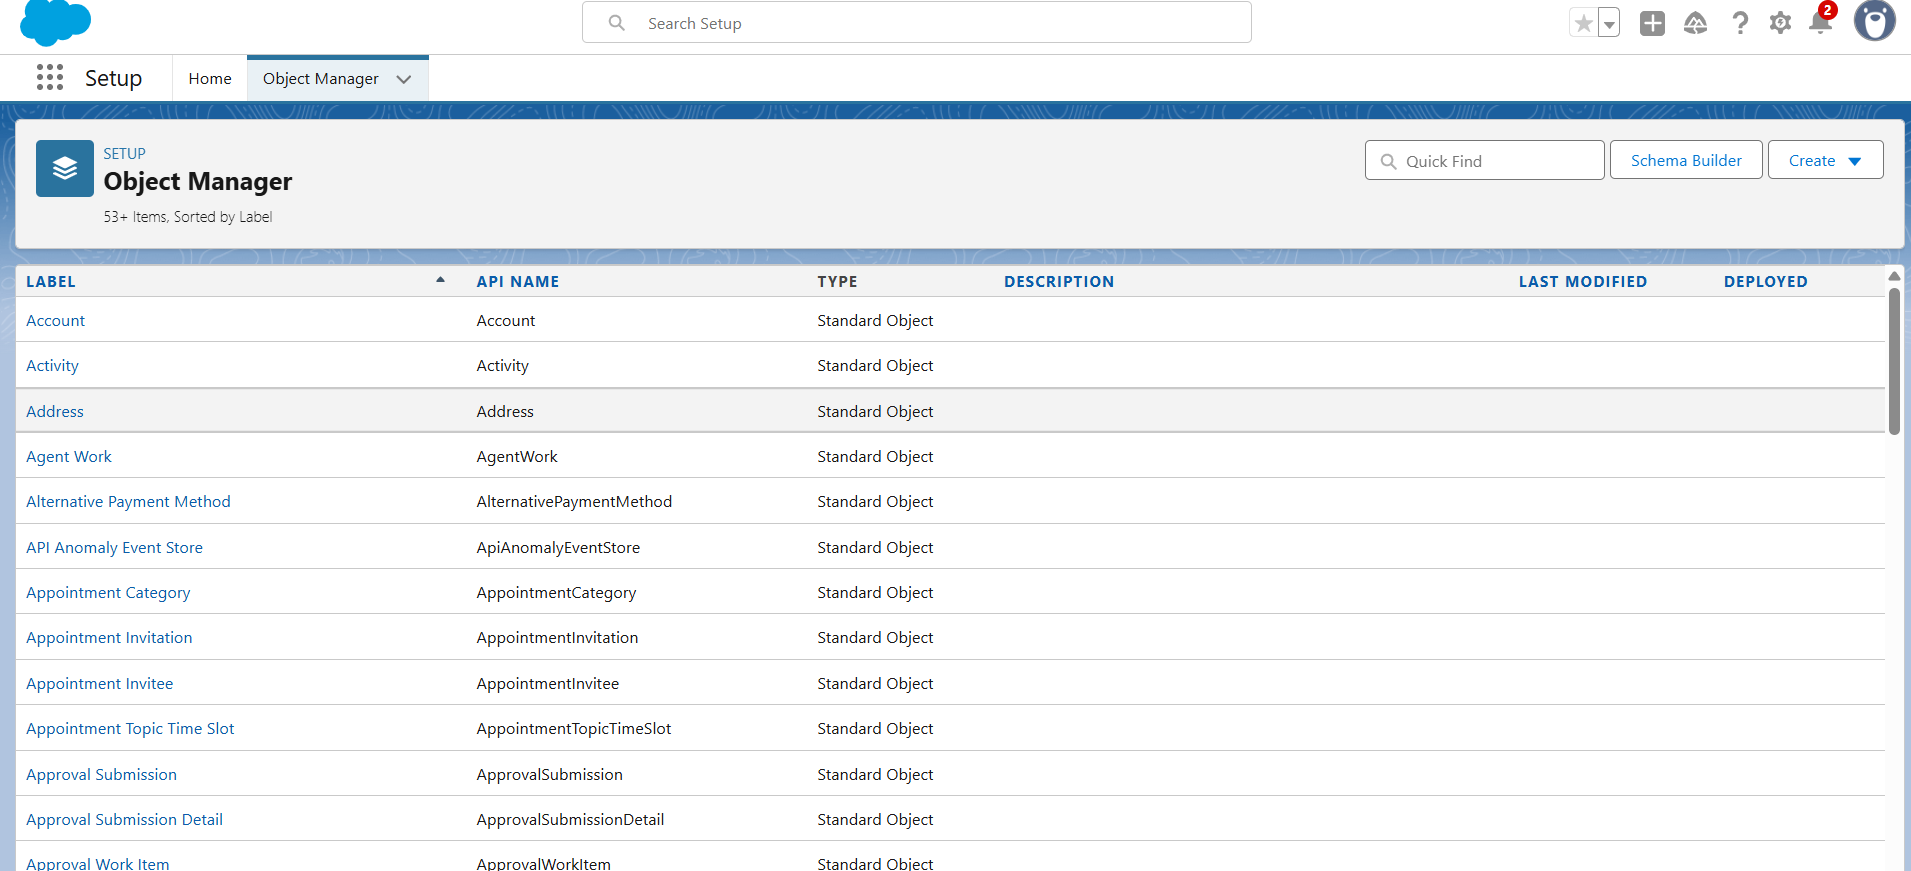 Search Setup
2
Setup Home Object Manager
SETUP
Object Manager
53+ Items, Sorted by Label
Quick Find Schema Builder Create
LABEL API NAME TYPE DESCRIPTION LAST MODIFIED DEPLOYED
Account Account Standard Object
Activity Activity Standard Object
Address Address Standard Object
Agent Work AgentWork Standard Object
Alternative Payment Method AlternativePaymentMethod Standard Object
API Anomaly Event Store ApiAnomalyEventStore Standard Object
Appointment Category AppointmentCategory Standard Object
Appointment Invitation AppointmentInvitation Standard Object
Appointment Invitee AppointmentInvitee Standard Object
Appointment Topic Time Slot AppointmentTopicTimeSlot Standard Object
Approval Submission ApprovalSubmission Standard Object
Approval Submission Detail ApprovalSubmissionDetail Standard Object
Approval Work Item ApprovalWorkItem Standard Object